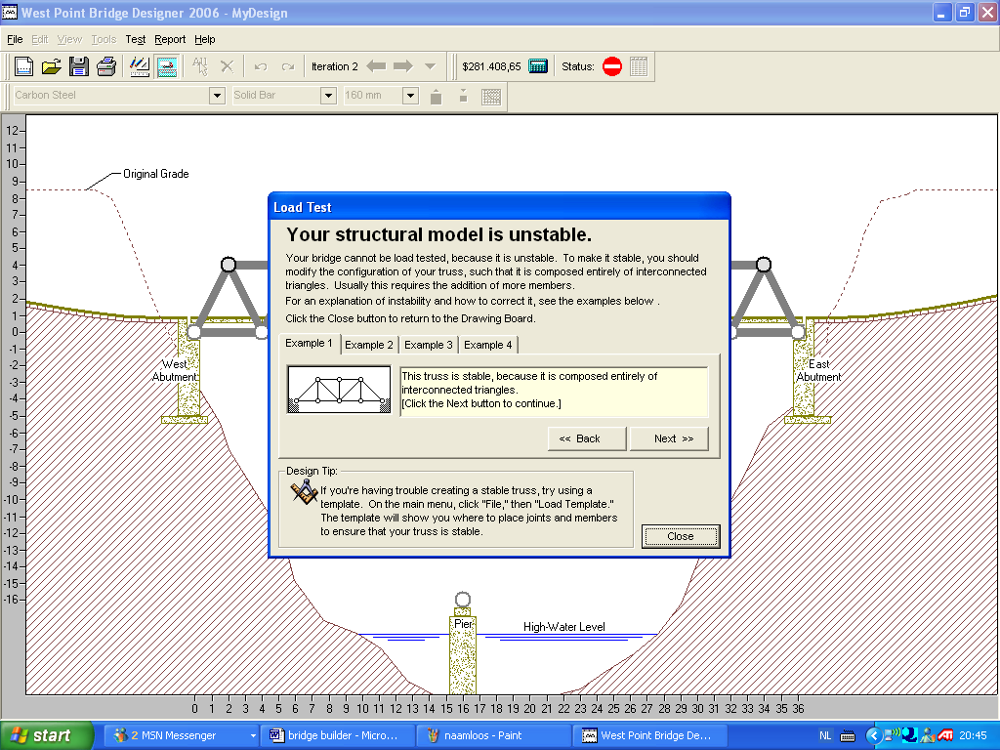 West Point Bridge Designer 2006 - MyDesign
File Edit View Tools Test Report Help
Iteration 2 $281.408,65 Status:
Carbon Steel Solid Bar 160 mm
12
11
10
9
8
7
6
5
4
3
2
1
0
-1
-2
-3
-4
-5
-6
-7
-8
-9
-10
-11
-12
-13
-14
-15
-16
Original Grade
West
Abutment
East
Abutment
Load Test
Your structural model is unstable.
Your bridge cannot be load tested, because it is unstable. To make it stable, you should
modify the configuration of your truss, such that it is composed entirely of interconnected
triangles. Usually this requires the addition of more members.
For an explanation of instability and how to correct it, see the examples below .
Click the Close button to return to the Drawing Board.
Example 1 Example 2 Example 3 Example 4
This truss is stable, because it is composed entirely of
interconnected triangles.
[Click the Next button to continue.]
<< Back Next >>
Design Tip:
If you're having trouble creating a stable truss, try using a
template. On the main menu, click "File," then "Load Template."
The template will show you where to place joints and members
to ensure that your truss is stable.
Close
Pier
High-Water Level
0 1 2 3 4 5 6 7 8 9 10 11 12 13 14 15 16 17 18 19 20 21 22 23 24 25 26 27 28 29 30 31 32 33 34 35 36
start 2 MSN Messenger bridge builder - Micro... naamloos - Paint West Point Bridge De... NL 20:45